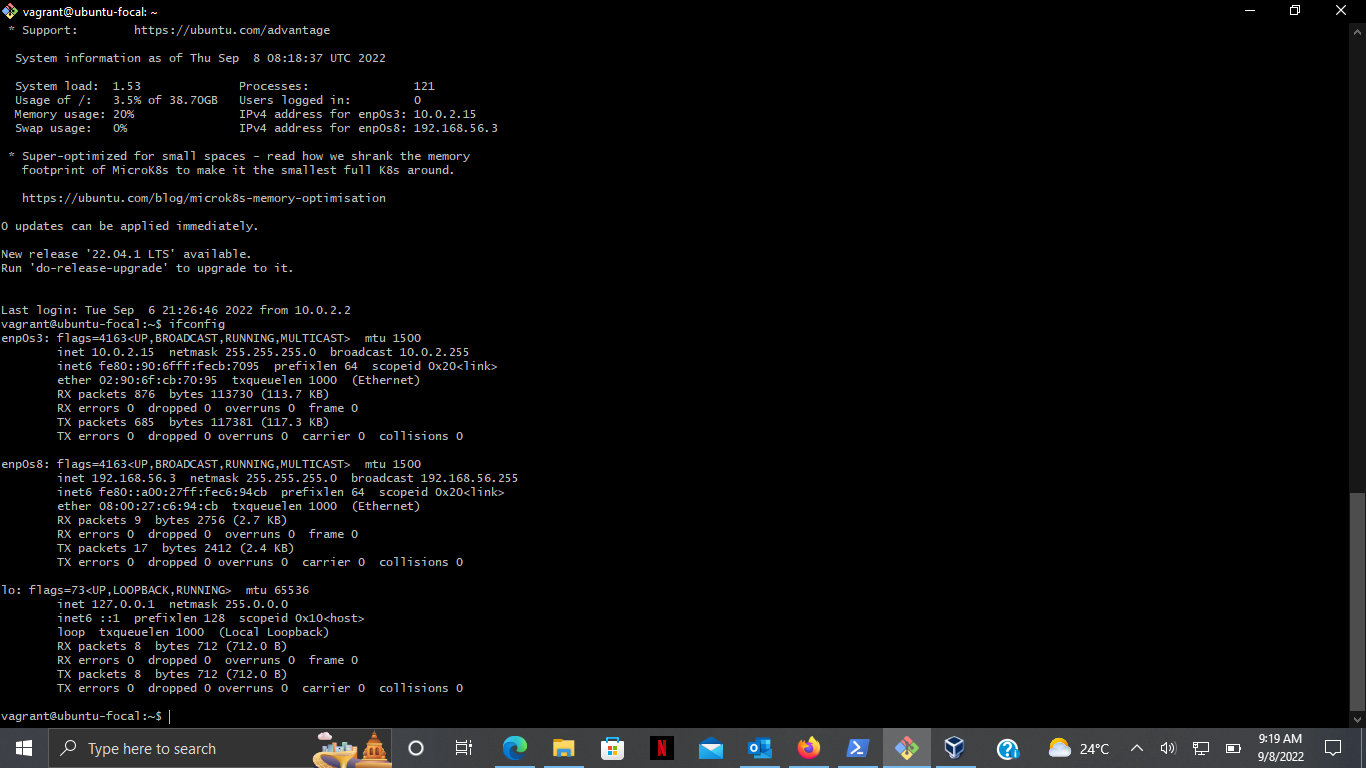 vagrant@ubuntu-focal: ~
* Support:        https://ubuntu.com/advantage
System information as of Thu Sep  8 08:18:37 UTC 2022
System load:  1.53              Processes:               121
Usage of /:   3.5% of 38.70GB   Users logged in:         0
Memory usage: 20%               IPv4 address for enp0s3: 10.0.2.15
Swap usage:   0%                IPv4 address for enp0s8: 192.168.56.3
* Super-optimized for small spaces - read how we shrank the memory
footprint of MicroK8s to make it the smallest full K8s around.
https://ubuntu.com/blog/microk8s-memory-optimisation
0 updates can be applied immediately.
New release '22.04.1 LTS' available.
Run 'do-release-upgrade' to upgrade to it.
Last login: Tue Sep  6 21:26:46 2022 from 10.0.2.2
vagrant@ubuntu-focal:~$ ifconfig
enp0s3: flags=4163<UP,BROADCAST,RUNNING,MULTICAST>  mtu 1500
inet 10.0.2.15  netmask 255.255.255.0  broadcast 10.0.2.255
inet6 fe80::90:6fff:fecb:7095  prefixlen 64  scopeid 0x20<link>
ether 02:90:6f:cb:70:95  txqueuelen 1000  (Ethernet)
RX packets 876  bytes 113730 (113.7 KB)
RX errors 0  dropped 0  overruns 0  frame 0
TX packets 685  bytes 117381 (117.3 KB)
TX errors 0  dropped 0 overruns 0  carrier 0  collisions 0
enp0s8: flags=4163<UP,BROADCAST,RUNNING,MULTICAST>  mtu 1500
inet 192.168.56.3  netmask 255.255.255.0  broadcast 192.168.56.255
inet6 fe80::a00:27ff:fec6:94cb  prefixlen 64  scopeid 0x20<link>
ether 08:00:27:c6:94:cb  txqueuelen 1000  (Ethernet)
RX packets 9  bytes 2756 (2.7 KB)
RX errors 0  dropped 0  overruns 0  frame 0
TX packets 17  bytes 2412 (2.4 KB)
TX errors 0  dropped 0 overruns 0  carrier 0  collisions 0
lo: flags=73<UP,LOOPBACK,RUNNING>  mtu 65536
inet 127.0.0.1  netmask 255.0.0.0
inet6 ::1  prefixlen 128  scopeid 0x10<host>
loop  txqueuelen 1000  (Local Loopback)
RX packets 8  bytes 712 (712.0 B)
RX errors 0  dropped 0  overruns 0  frame 0
TX packets 8  bytes 712 (712.0 B)
TX errors 0  dropped 0 overruns 0  carrier 0  collisions 0
vagrant@ubuntu-focal:~$
Type here to search
N
24°C
9:19 AM
9/8/2022